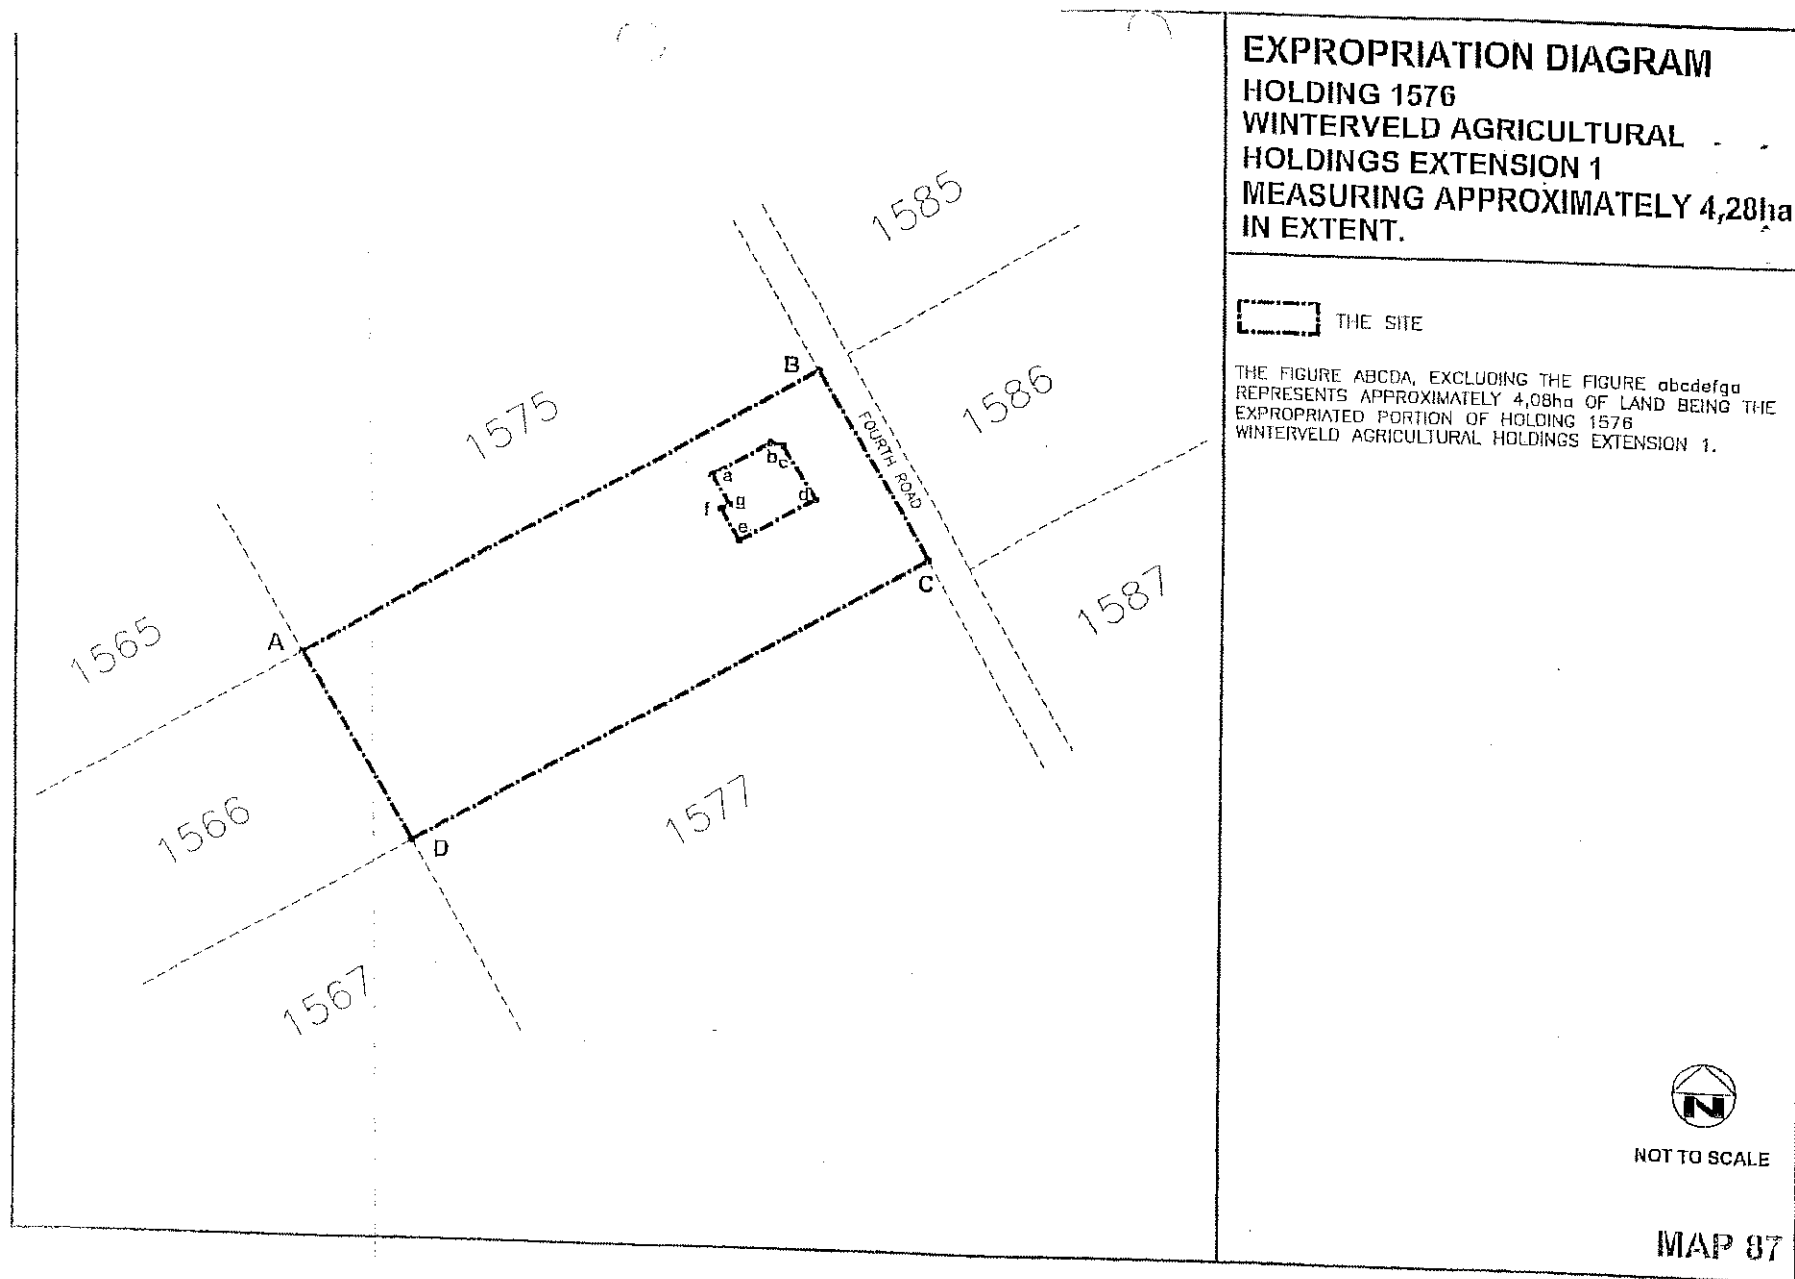 EXPROPRIATION DIAGRAM
HOLDING 1576
WINTERVELD AGRICULTURAL
HOLDINGS EXTENSION 1
MEASURING APPROXIMATELY 4,28ha
IN EXTENT.
THE SITE
THE FIGURE ABCDA, EXCLUDING THE FIGURE abcdefga
REPRESENTS APPROXIMATELY 4,08ha OF LAND BEING THE
EXPROPRIATED PORTION OF HOLDING 1576
WINTERVELD AGRICULTURAL HOLDINGS EXTENSION 1.
1585
B
1586
1575
FOURTH ROAD
b
c
a
d
g
f
e
C
1587
A
1565
1577
1566
D
1567
N
NOT TO SCALE
MAP 87